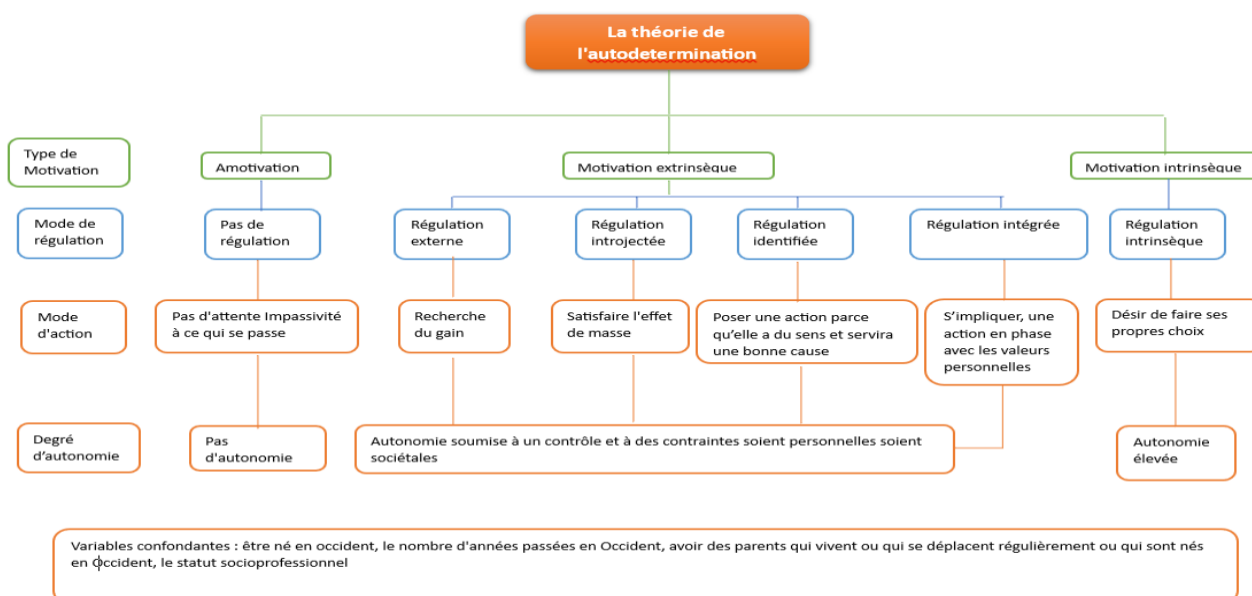 La théorie de
l'autodetermination
Type de
Motivation
Amotivation
Motivation extrinsèque
Motivation intrinsèque
Mode de
régulation
Pas de
régulation
Régulation
externe
Régulation
introjectée
Régulation
identifiée
Régulation intégrée
Régulation
intrinsèque
Mode
d'action
Pas d'attente Impassivité
à ce qui se passe
Recherche
du gain
Satisfaire l'effet
de masse
Poser une action parce
qu'elle a du sens et servira
une bonne cause
S'impliquer, une
action en phase
avec les valeurs
personnelles
Désir de faire ses
propres choix
Degré
d'autonomie
Pas
d'autonomie
Autonomie soumise à un contrôle et à des contraintes soient personnelles soient
sociétales
Autonomie
élevée
Variables confondantes : être né en occident, le nombre d'années passées en Occident, avoir des parents qui vivent ou qui se déplacent régulièrement ou qui sont nés
en Occident, le statut socioprofessionnel